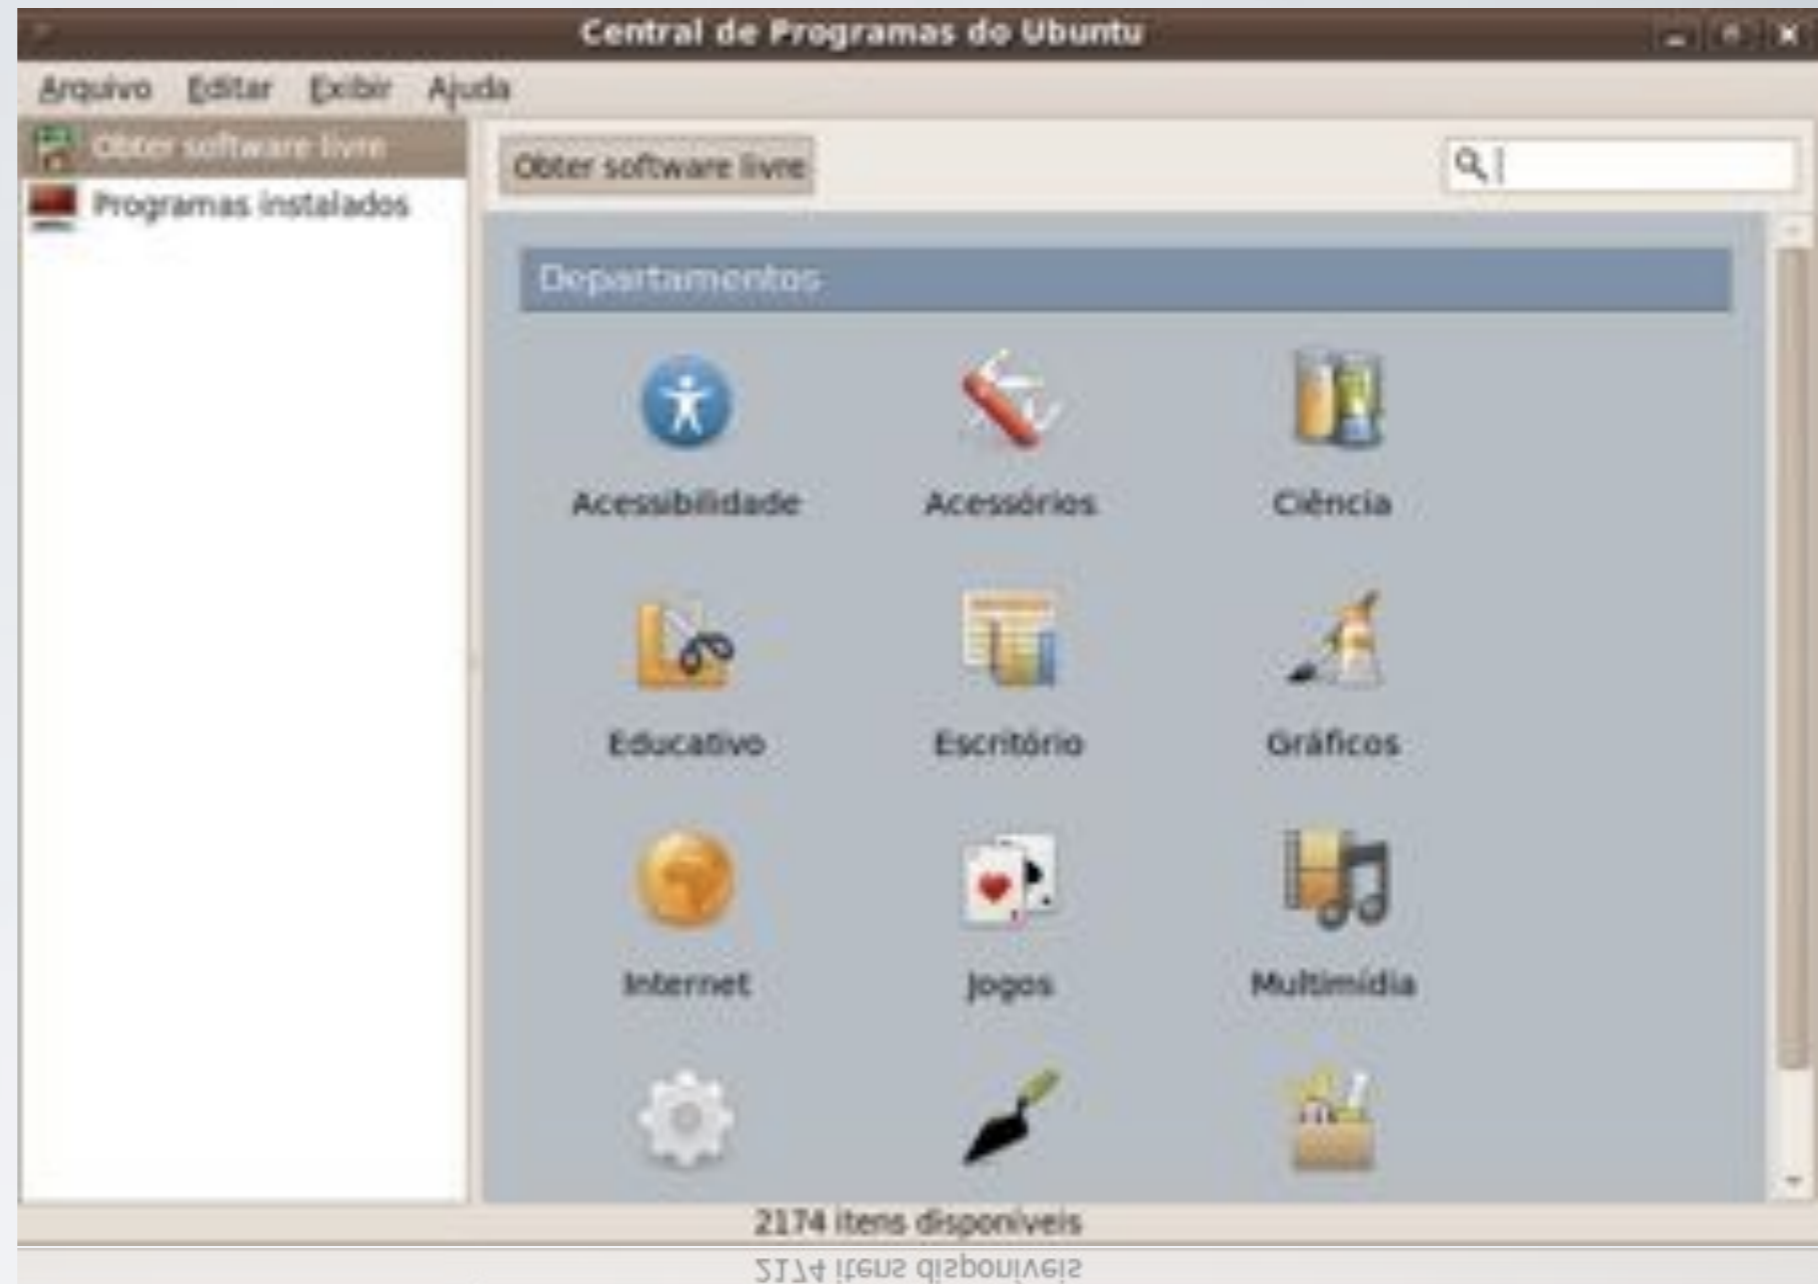 Central de Programas do Ubuntu
Arquivo Editar Exibir Ajuda
Obter software livre
Programas instalados
Obter software livre
Departamentos
Acessibilidade Acessórios Ciência
Educativo Escritório Gráficos
Internet Jogos Multimídia
2174 itens disponíveis
2174 itens disponíveis